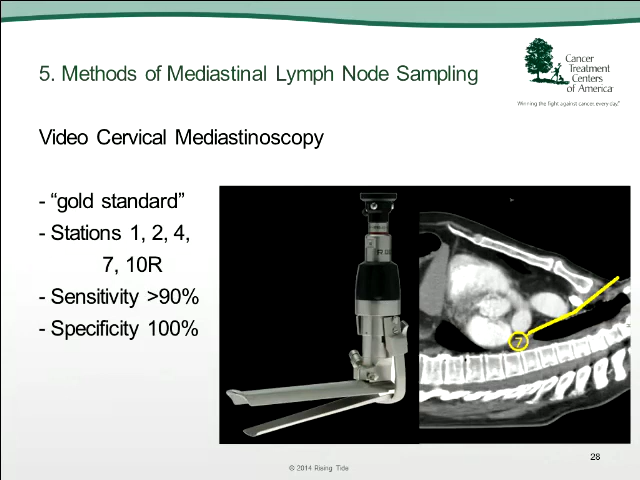 5. Methods of Mediastinal Lymph Node Sampling
Cancer
Treatment
Centers
of America
Winning the fight against cancer, every day.
Video Cervical Mediastinoscopy
- “gold standard”
- Stations 1, 2, 4,
7, 10R
- Sensitivity >90%
- Specificity 100%
7
28
© 2014 Rising Tide